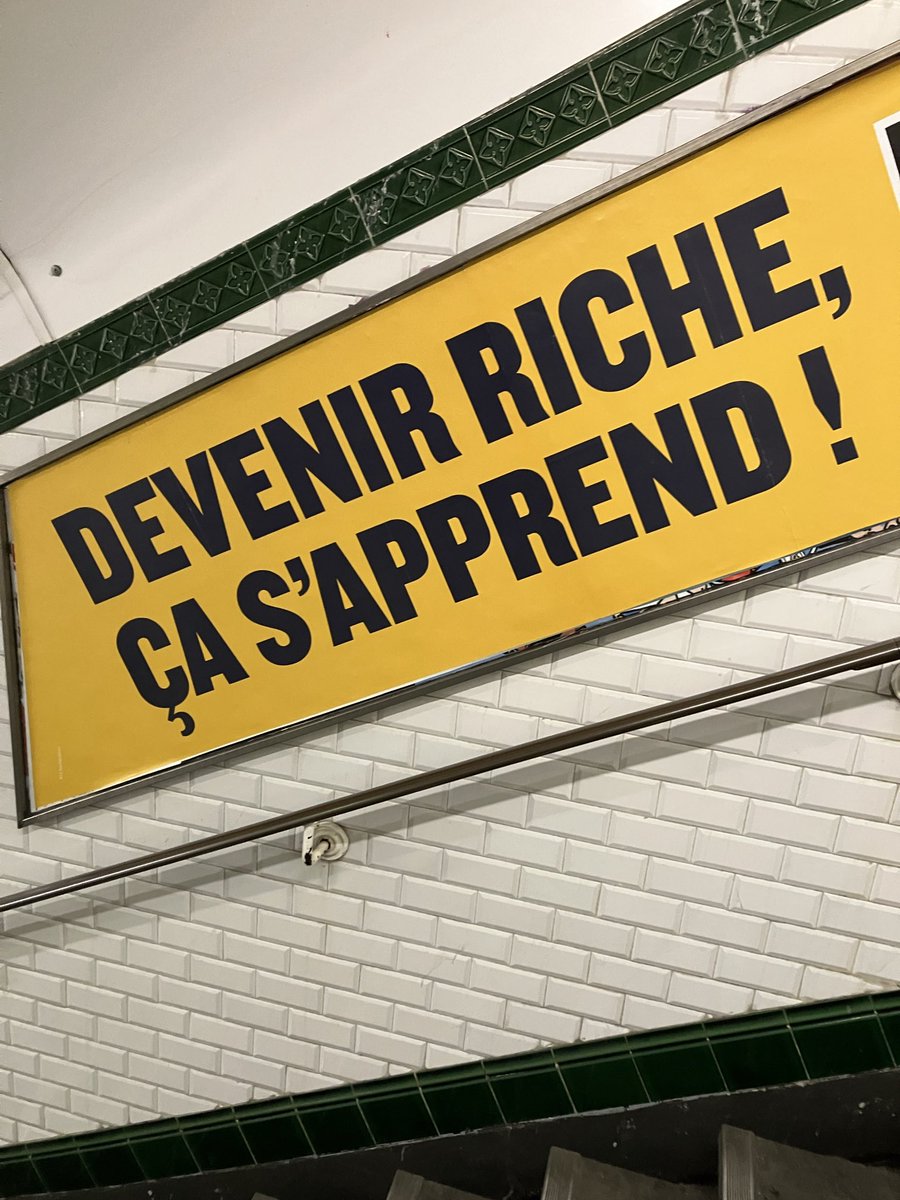 DEVENIR RICHE,
ÇA S'APPREND !